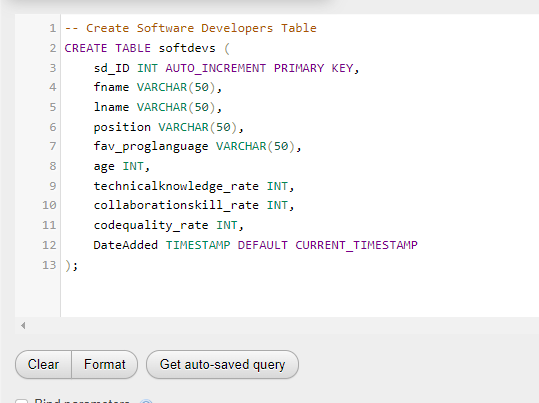 1 -- Create Software Developers Table
2 CREATE TABLE softdevs (
3 sd_ID INT AUTO_INCREMENT PRIMARY KEY,
4 fname VARCHAR(50),
5 lname VARCHAR(50),
6 position VARCHAR(50),
7 fav_proglanguage VARCHAR(50),
8 age INT,
9 technicalknowledge_rate INT,
10 collaborationskill_rate INT,
11 codequality_rate INT,
12 DateAdded TIMESTAMP DEFAULT CURRENT_TIMESTAMP
13 );
Clear Format Get auto-saved query
Bind parameters